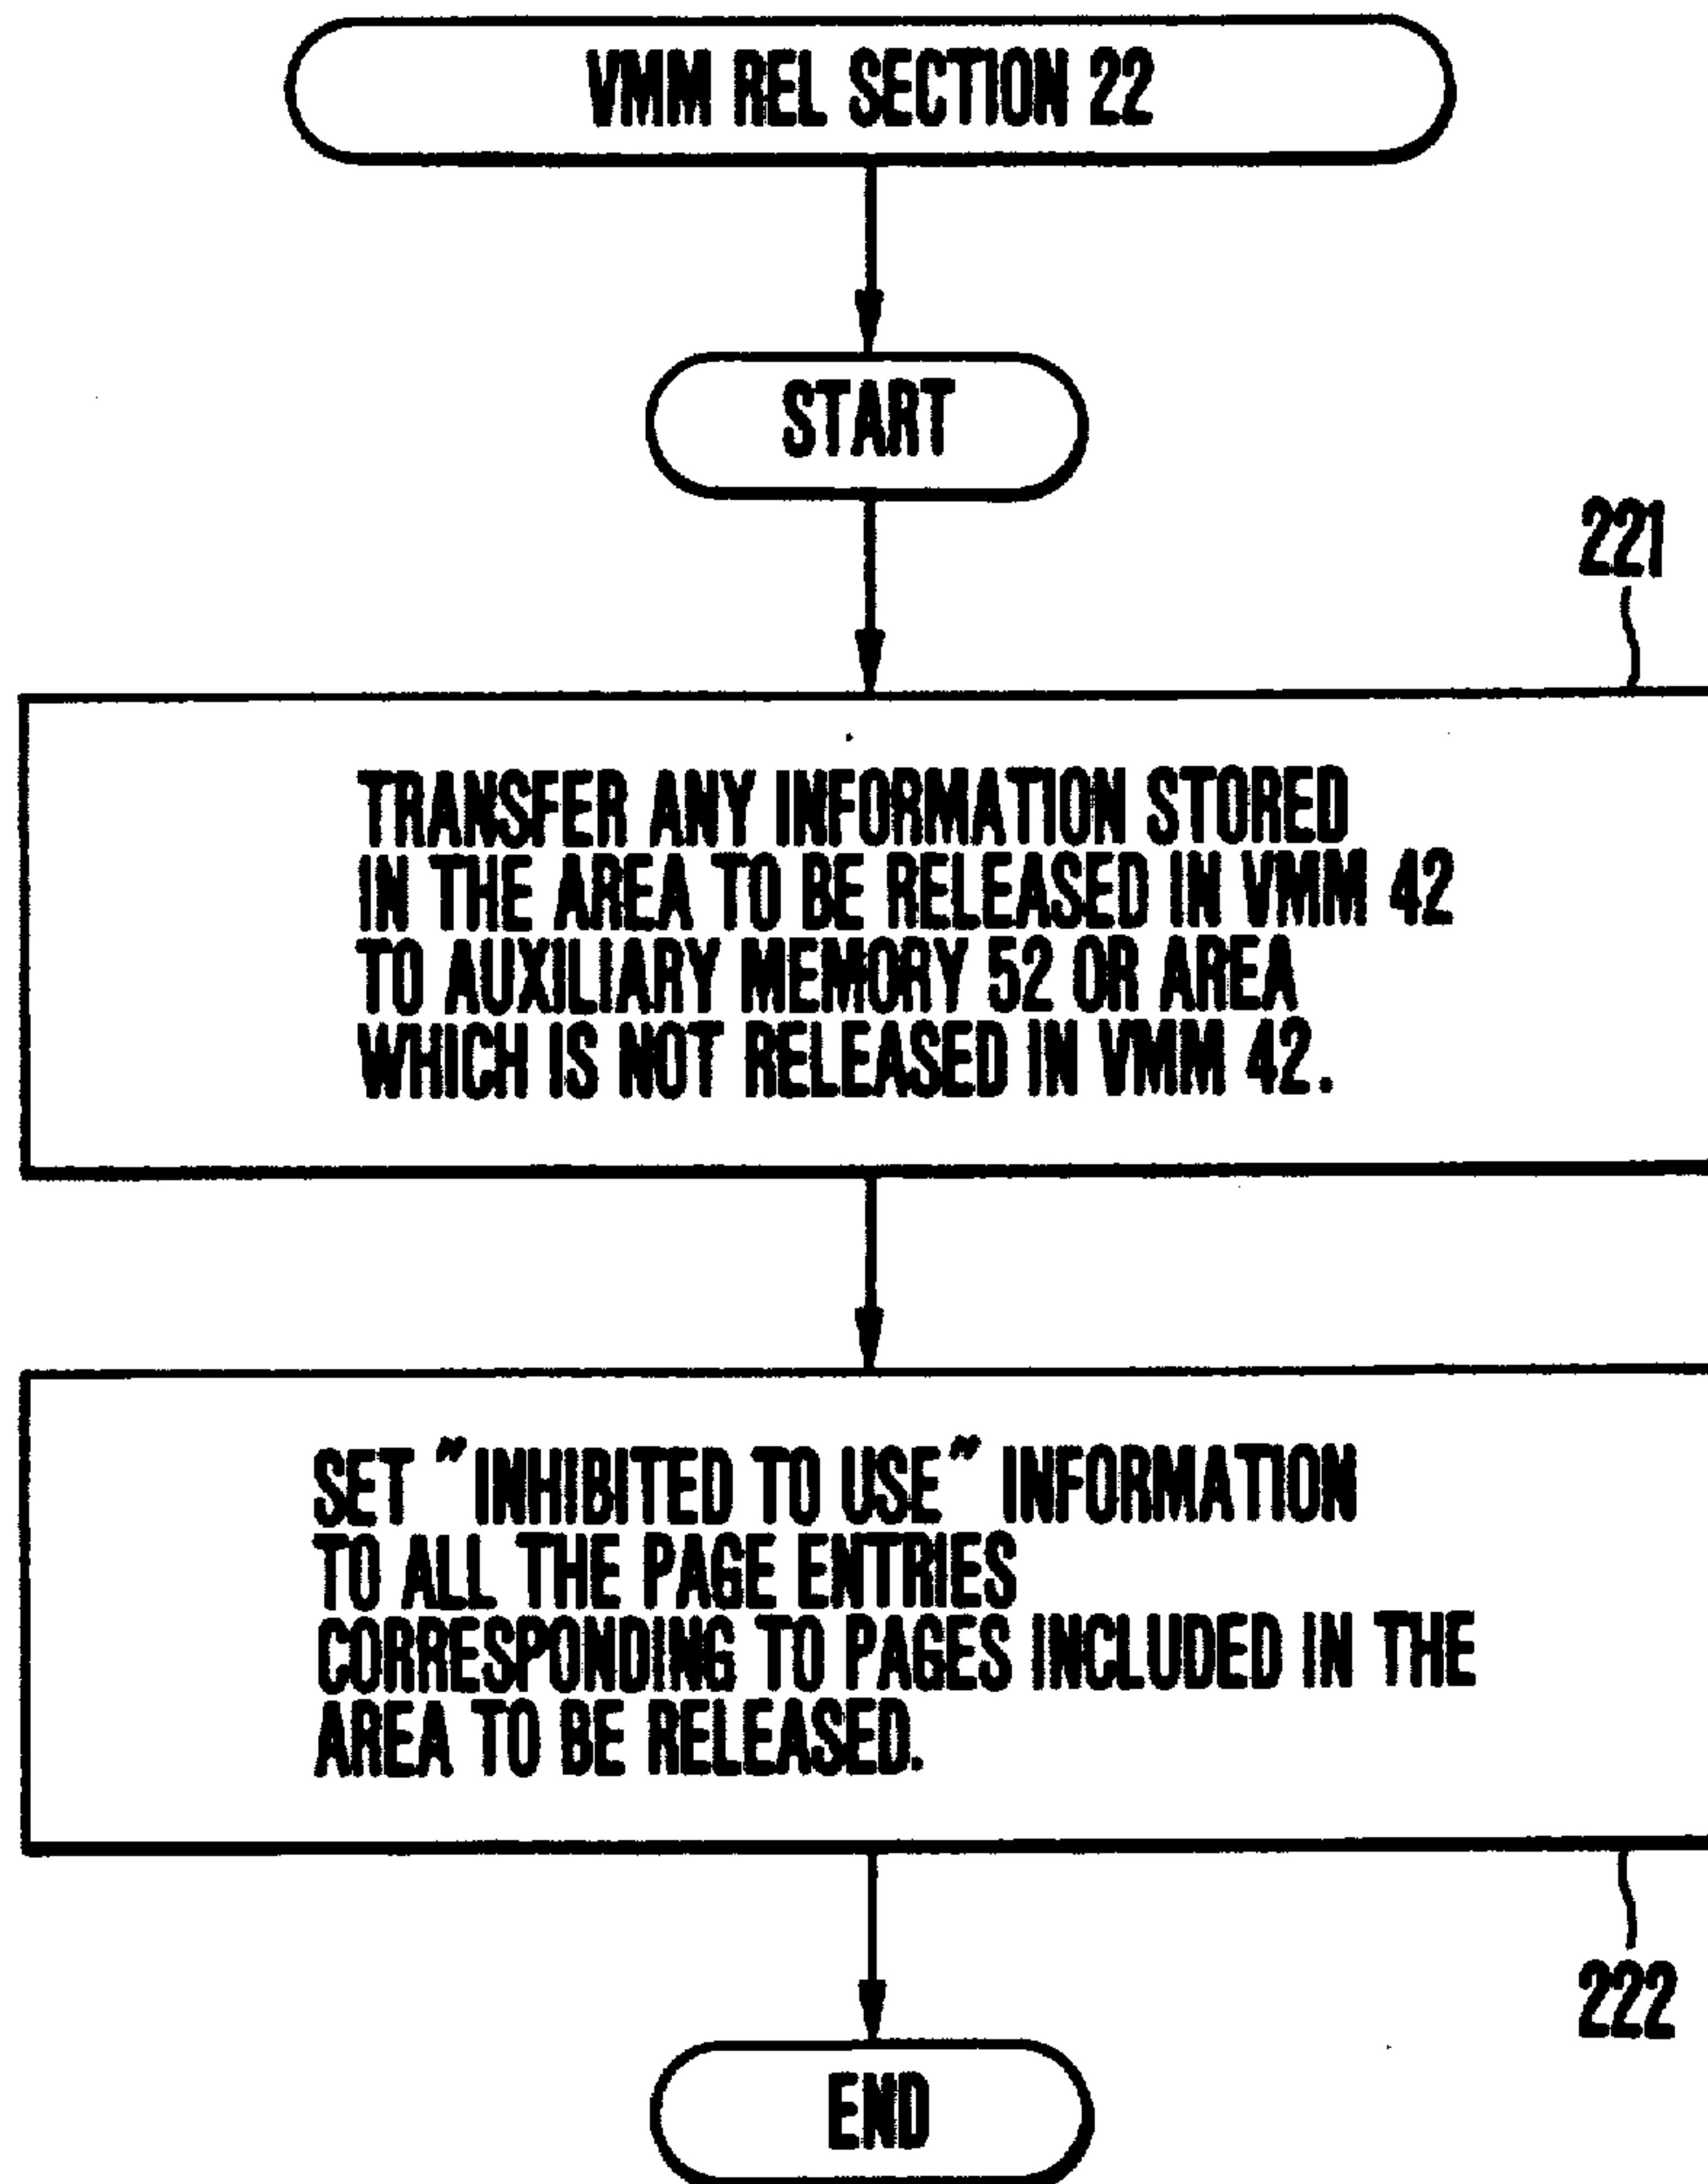 VMM REL SECTION 22
START
221
TRANSFER ANY INFORMATION STORED
IN THE AREA TO BE RELEASED IN VMM 42
TO AUXILIARY MEMORY 52 OR AREA
WHICH IS NOT RELEASED IN VMM 42.
SET "INHIBITED TO USE" INFORMATION
TO ALL THE PAGE ENTRIES
CORRESPONDING TO PAGES INCLUDED IN THE
AREA TO BE RELEASED.
222
END